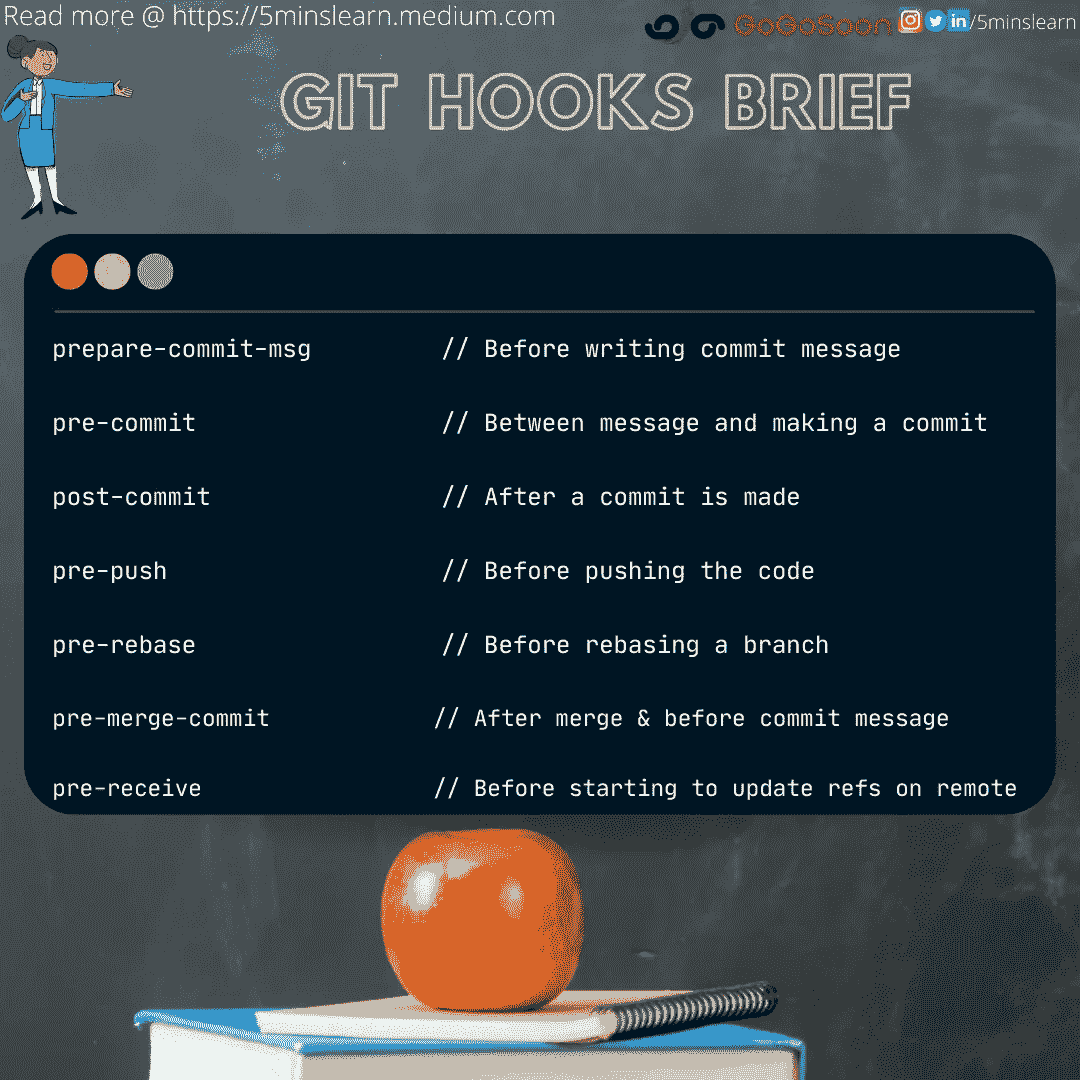 Read more @ https://5minslearn.medium.com
GoGoSoon
/5minslearn
GIT HOOKS BRIEF
prepare-commit-msg // Before writing commit message
pre-commit // Between message and making a commit
post-commit // After a commit is made
pre-push // Before pushing the code
pre-rebase // Before rebasing a branch
pre-merge-commit // After merge & before commit message
pre-receive // Before starting to update refs on remote